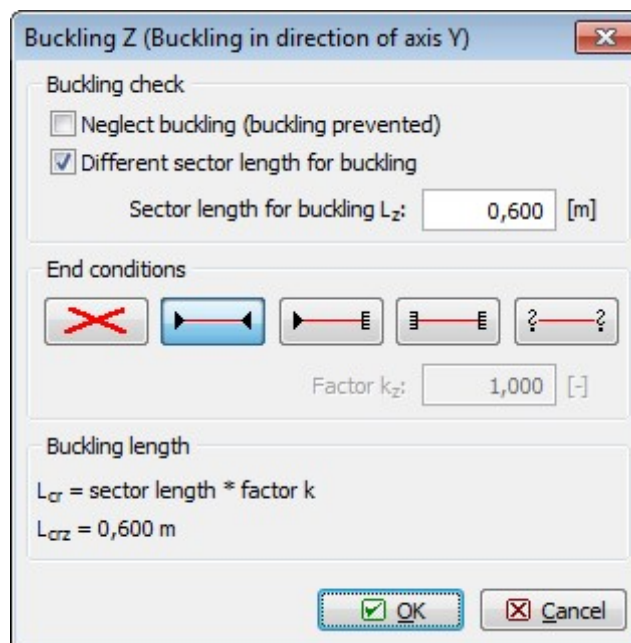 Buckling Z (Buckling in direction of axis Y)
Buckling check
Neglect buckling (buckling prevented)
Different sector length for buckling
Sector length for buckling Lz: 0,600 [m]
End conditions
Factor kz: 1,000 [-]
Buckling length
Lcr = sector length * factor k
Lcrz = 0,600 m
OK Cancel